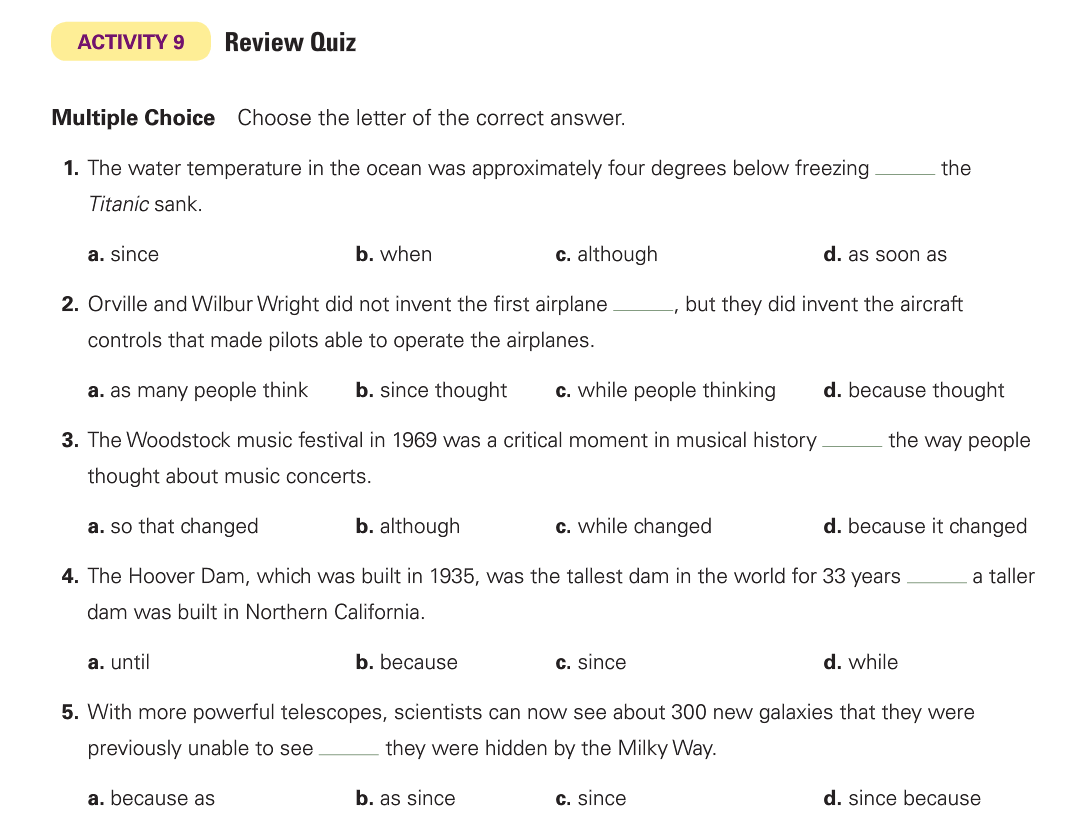 ACTIVITY 9 Review Quiz
Multiple Choice Choose the letter of the correct answer.
1. The water temperature in the ocean was approximately four degrees below freezing ______ the
Titanic sank.
a. since b. when c. although d. as soon as
2. Orville and Wilbur Wright did not invent the first airplane ______, but they did invent the aircraft
controls that made pilots able to operate the airplanes.
a. as many people think b. since thought c. while people thinking d. because thought
3. The Woodstock music festival in 1969 was a critical moment in musical history ______ the way people
thought about music concerts.
a. so that changed b. although c. while changed d. because it changed
4. The Hoover Dam, which was built in 1935, was the tallest dam in the world for 33 years ______ a taller
dam was built in Northern California.
a. until b. because c. since d. while
5. With more powerful telescopes, scientists can now see about 300 new galaxies that they were
previously unable to see ______ they were hidden by the Milky Way.
a. because as b. as since c. since d. since because